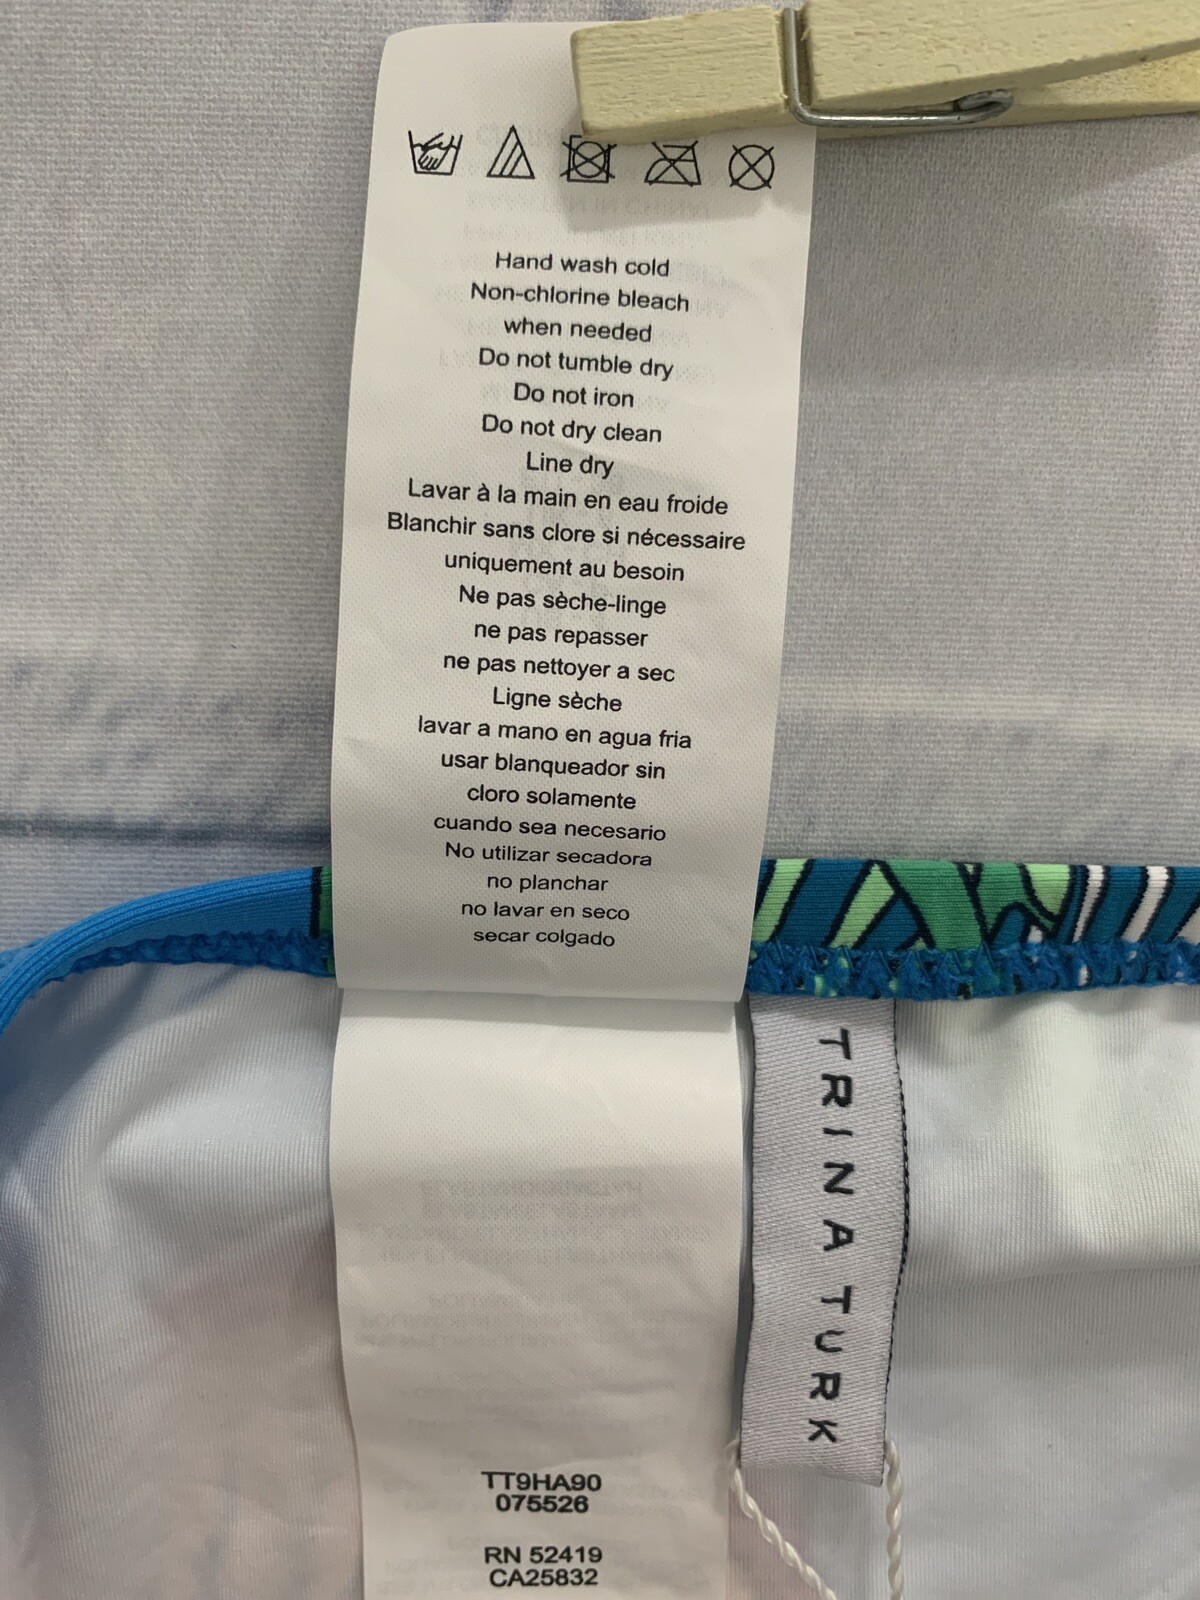 Hand wash cold
Non-chlorine bleach
when needed
Do not tumble dry
Do not iron
Do not dry clean
Line dry
Lavar à la main en eau froide
Blanchir sans clore si nécessaire
uniquement au besoin
Ne pas sèche-linge
ne pas repasser
ne pas nettoyer a sec
Ligne sèche
lavar a mano en agua fria
usar blanqueador sin
cloro solamente
cuando sea necesario
No utilizar secadora
no planchar
no lavar en seco
secar colgado
TRINA TURK
TT9HA90
075526
RN 52419
CA25832